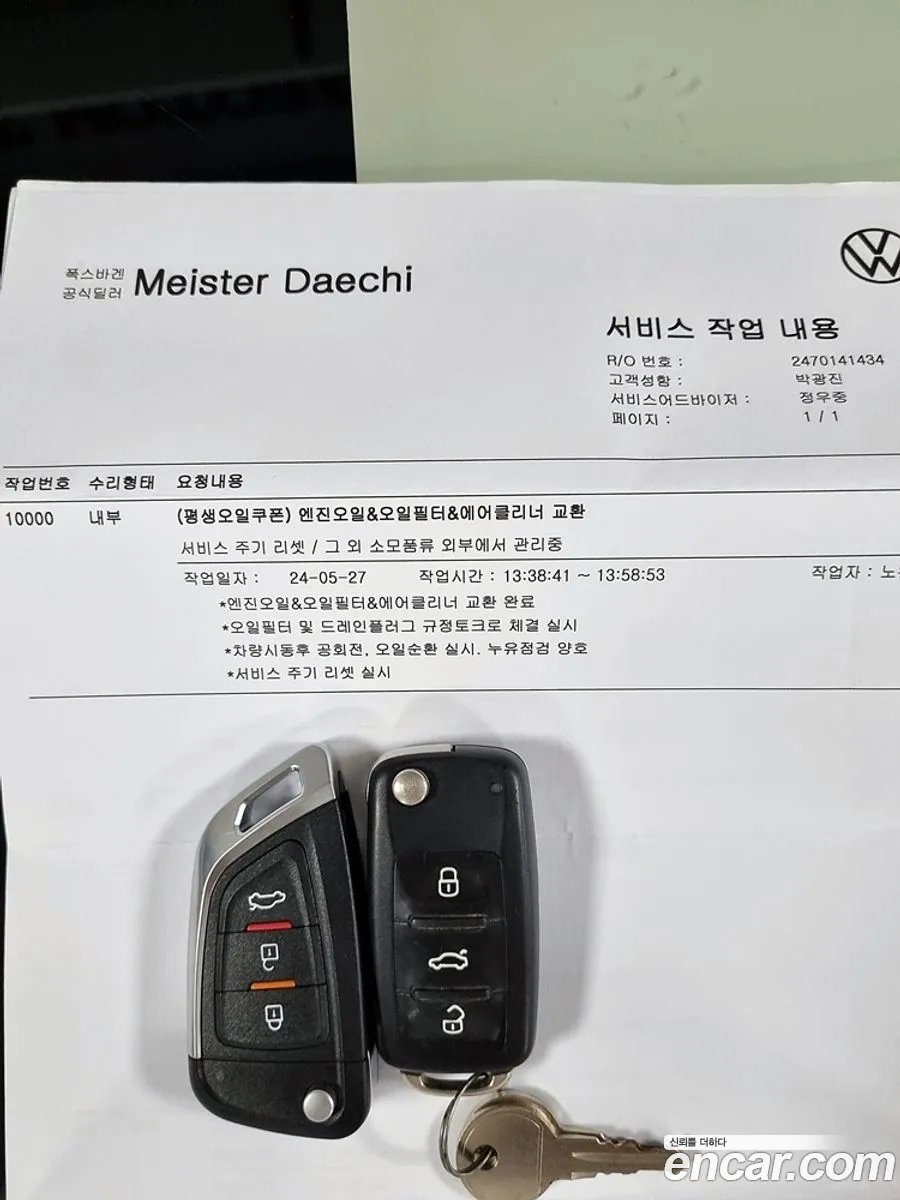 폭스바겐
공식딜러 Meister Daechi
서비스 작업 내용
R/O 번호 : 2470141434
고객성함 : 박광진
서비스어드바이저 : 정우중
페이지 : 1 / 1
작업번호 수리형태 요청내용
10000 내부 (평생오일쿠폰) 엔진오일&오일필터&에어클리너 교환
서비스 주기 리셋 / 그 외 소모품류 외부에서 관리중
작업일자 : 24-05-27 작업시간 : 13:38:41 ~ 13:58:53 작업자 : 노
*엔진오일&오일필터&에어클리너 교환 완료
*오일필터 및 드레인플러그 규정토크로 체결 실시
*차량시동후 공회전, 오일순환 실시. 누유점검 양호
*서비스 주기 리셋 실시
신뢰를 더하다
encar.com